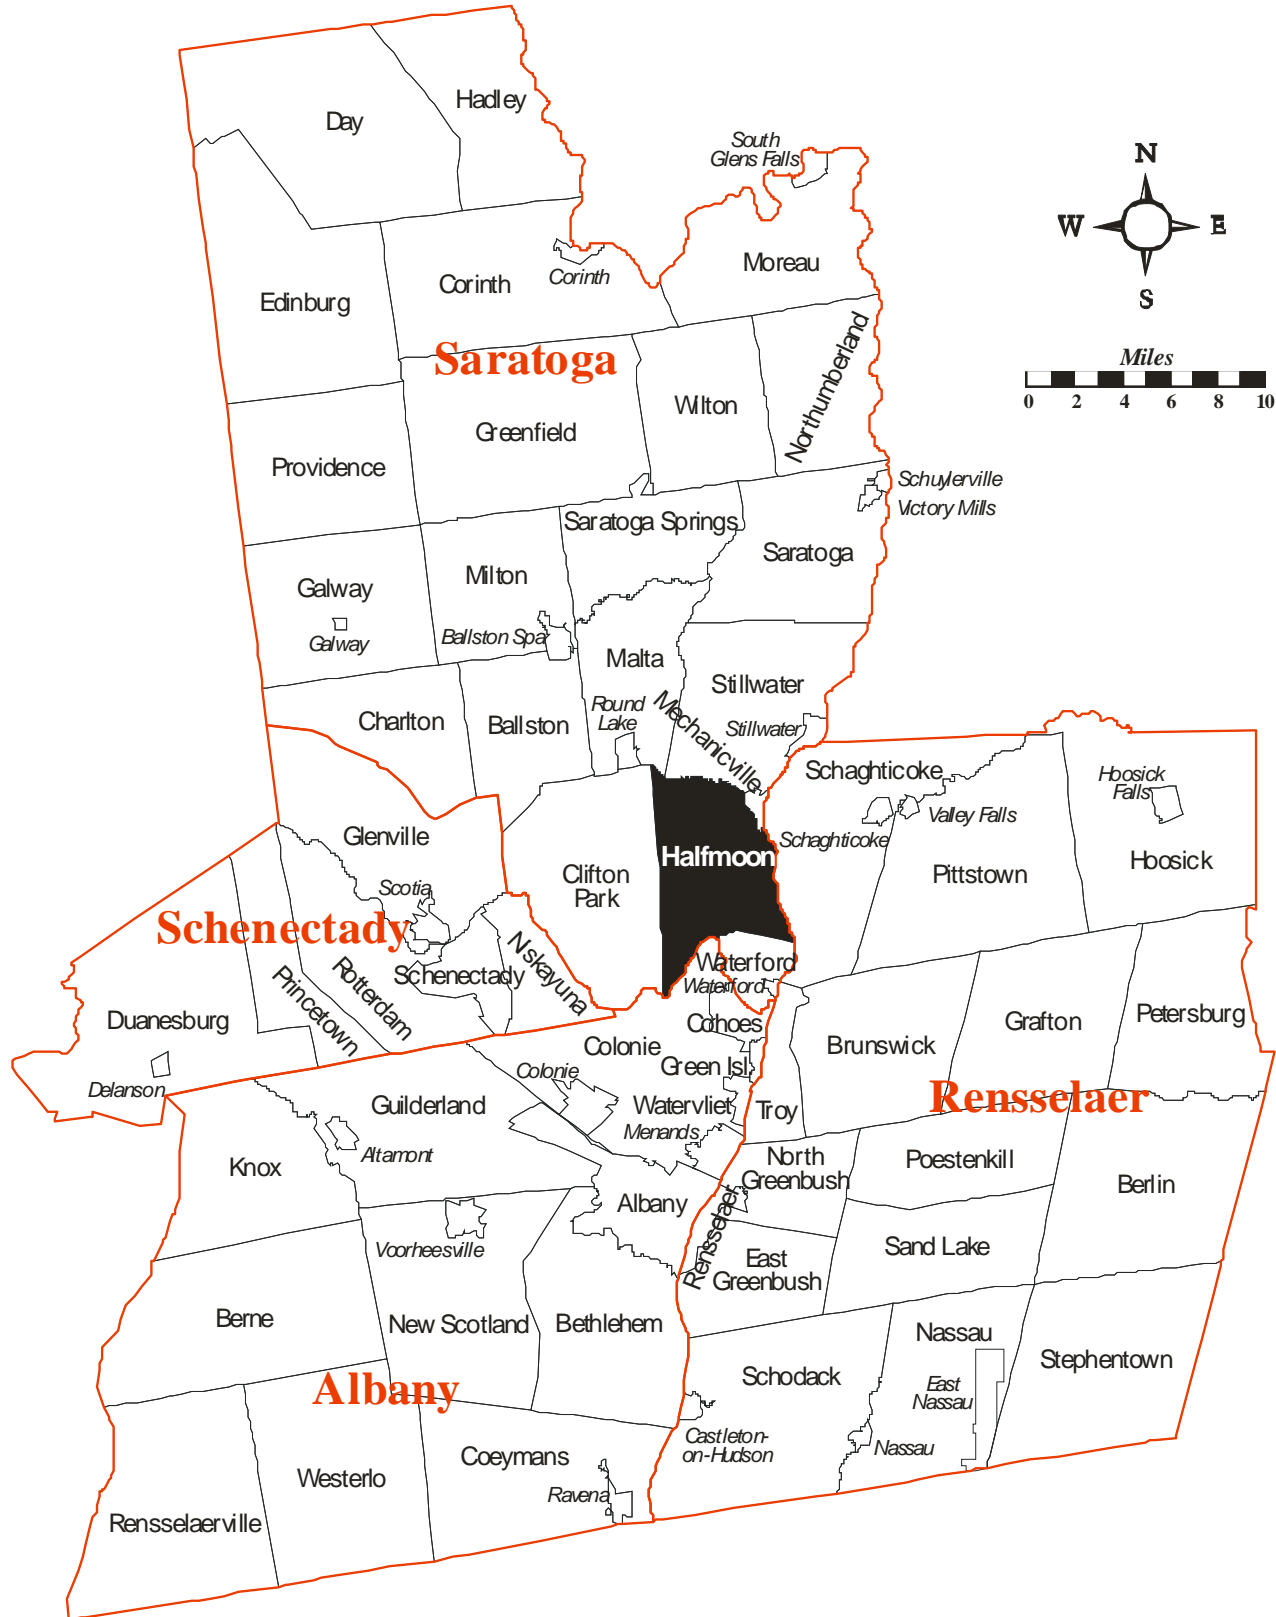 Day
Hadley
South
Glens Falls
N
W
E
S
Moreau
Corinth
Corinth
Edinburg
Saratoga
Northumberland
Miles
0 2 4 6 8 10
Wilton
Greenfield
Providence
Schuylerville
Victory Mills
Saratoga Springs
Saratoga
Milton
Galway
Galway
Ballston Spa
Malta
Stillwater
Round
Lake
Mechanicville
Stillwater
Charlton
Ballston
Schaghticoke
Hoosick
Falls
Valley Falls
Schaghticoke
Glenville
Halfmoon
Hoosick
Clifton
Park
Pittstown
Scotia
Schenectady
Niskayuna
Waterford
Waterford
Schenectady
Rotterdam
Princetown
Duanesburg
Cohoes
Colonie
Green Isl.
Brunswick
Grafton
Petersburg
Delanson
Colonie
Guilderland
Watervliet
Menands
Troy
Rensselaer
Altamont
Knox
North
Greenbush
Poestenkill
Berlin
Albany
Rensselaer
Voorheesville
Sand Lake
East
Greenbush
Berne
New Scotland
Bethlehem
Nassau
Stephentown
Schodack
East
Nassau
Albany
Castleton-
on-Hudson
Nassau
Coeymans
Westerlo
Ravena
Rensselaerville